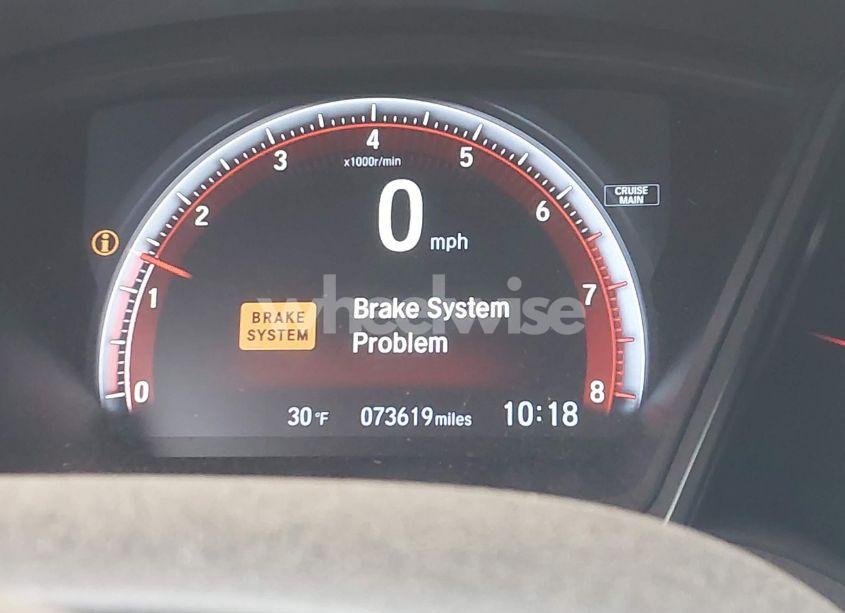 4
3
5
x1000r/min
2
6
CRUISE
MAIN
0 mph
i
1
7
wheelwise
BRAKE
SYSTEM
Brake System
Problem
0
8
30°F 073619miles 10:18